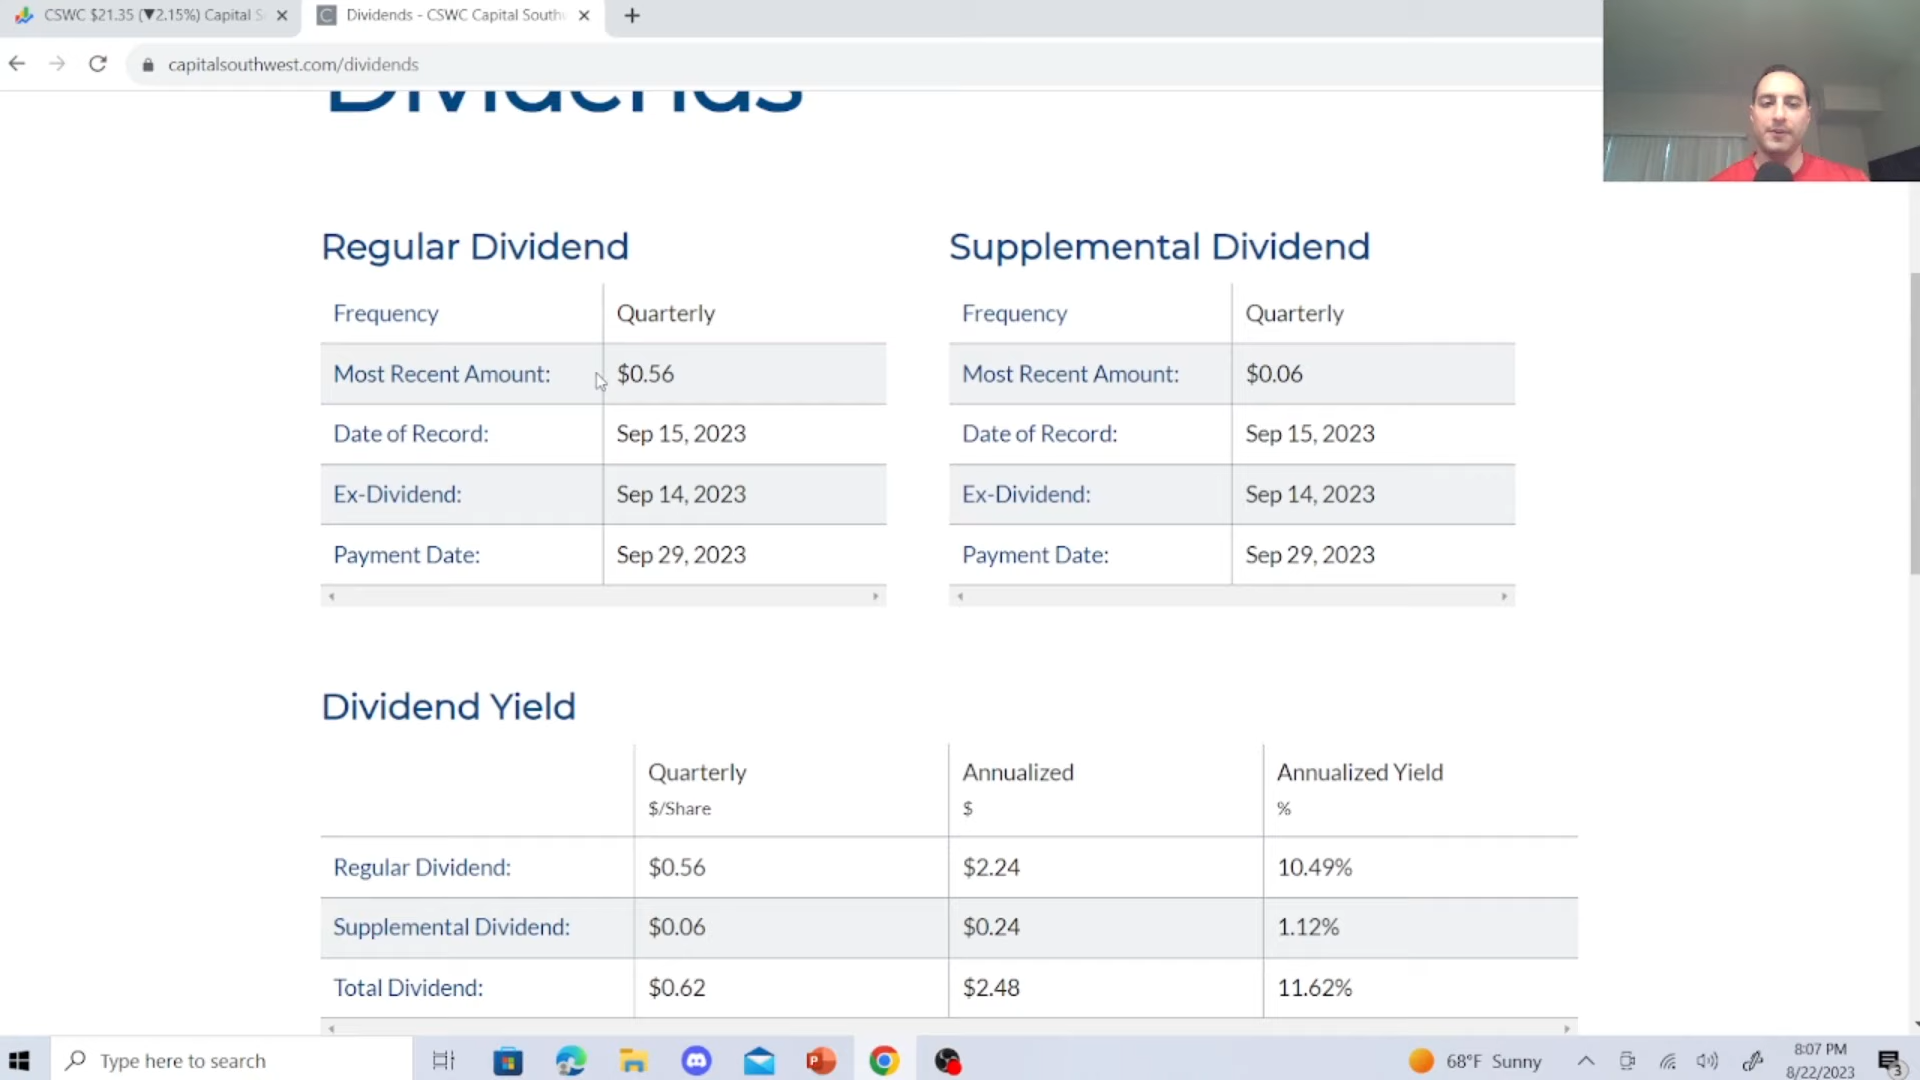 CSWC $21.35 (▼2.15%) Capital S
Dividends - CSWC Capital South
capitalsouthwest.com/dividends
Dividends
Regular Dividend
Frequency Quarterly
Most Recent Amount: $0.56
Date of Record: Sep 15, 2023
Ex-Dividend: Sep 14, 2023
Payment Date: Sep 29, 2023
Supplemental Dividend
Frequency Quarterly
Most Recent Amount: $0.06
Date of Record: Sep 15, 2023
Ex-Dividend: Sep 14, 2023
Payment Date: Sep 29, 2023
Dividend Yield
Quarterly Annualized Annualized Yield
$/Share $ %
Regular Dividend: $0.56 $2.24 10.49%
Supplemental Dividend: $0.06 $0.24 1.12%
Total Dividend: $0.62 $2.48 11.62%
Type here to search
68°F Sunny
8:07 PM
8/22/2023
3